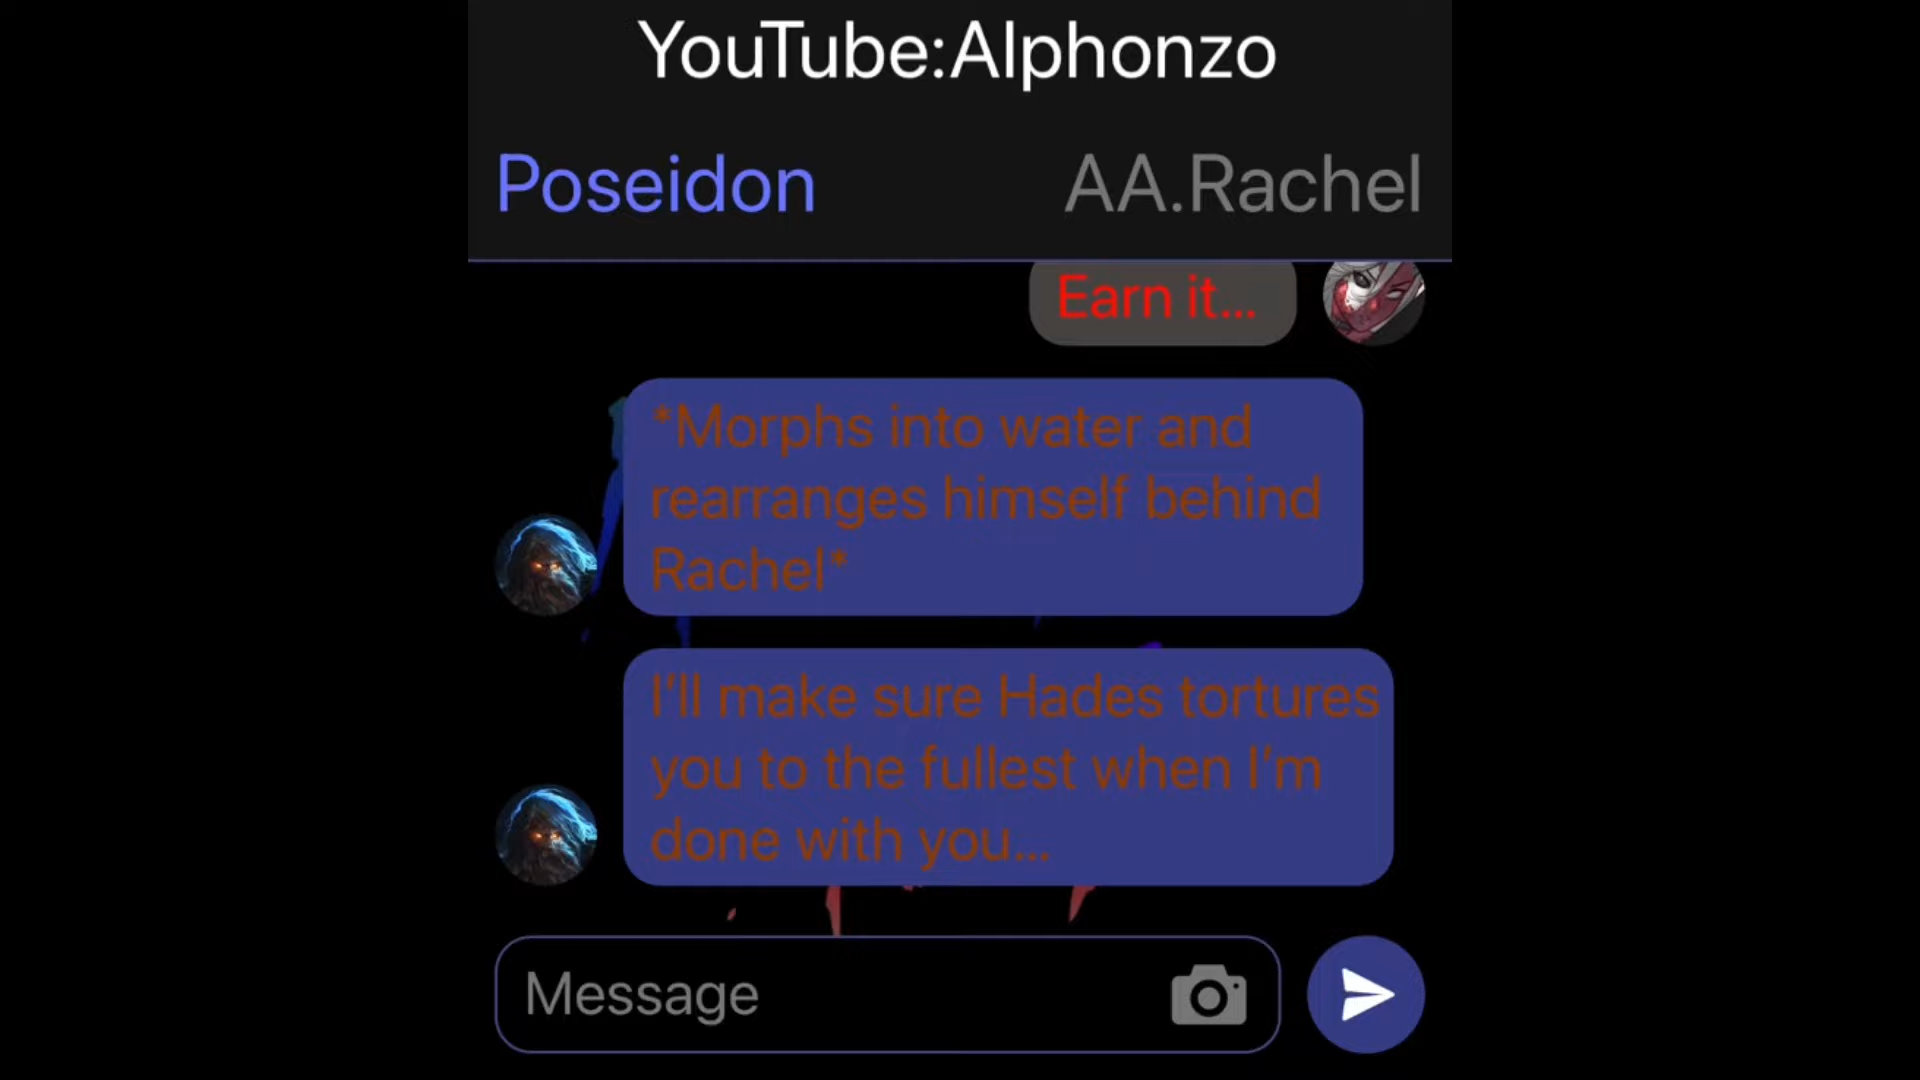 YouTube:Alphonzo
Poseidon
AA.Rachel
Earn it...
*Morphs into water and
rearranges himself behind
Rachel*
I'll make sure Hades tortures
you to the fullest when I'm
done with you...
Message